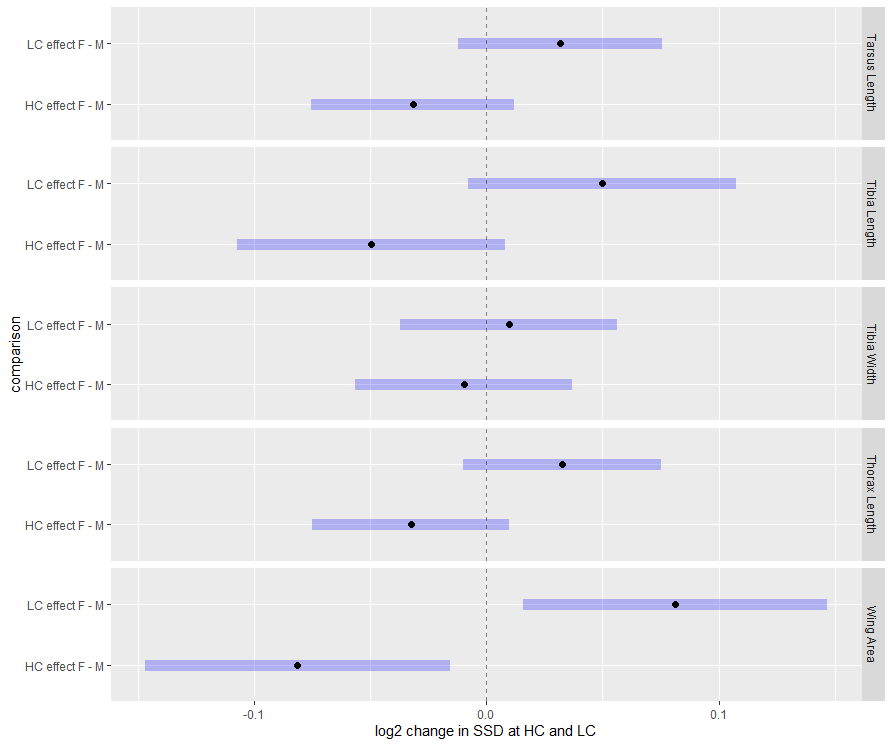 LC effect F - M
HC effect F - M
Tarsus Length
LC effect F - M
HC effect F - M
Tibia Length
LC effect F - M
HC effect F - M
Tibia Width
LC effect F - M
HC effect F - M
Thorax Length
LC effect F - M
HC effect F - M
Wing Area
comparison
-0.1 0.0 0.1
log2 change in SSD at HC and LC